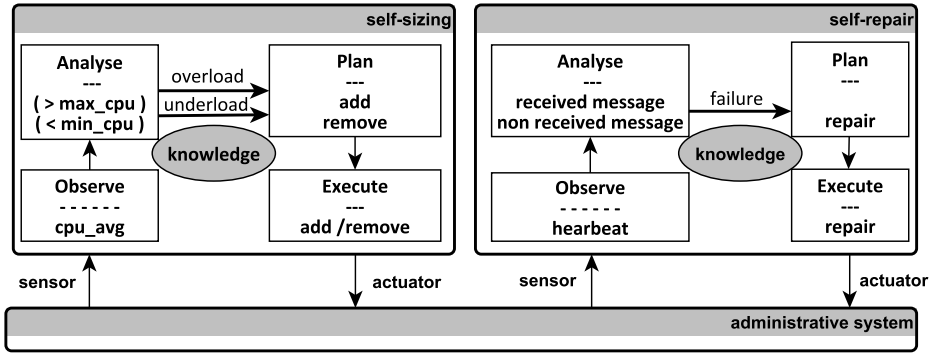 self-sizing
Analyse
---
( > max_cpu )
( < min_cpu )
overload
underload
Plan
---
add
remove
knowledge
Observe
- - - - - -
cpu_avg
Execute
---
add /remove
sensor
actuator
self-repair
Analyse
---
received message
non received message
failure
Plan
---
repair
knowledge
Observe
- - - - - -
hearbeat
Execute
---
repair
sensor
actuator
administrative system